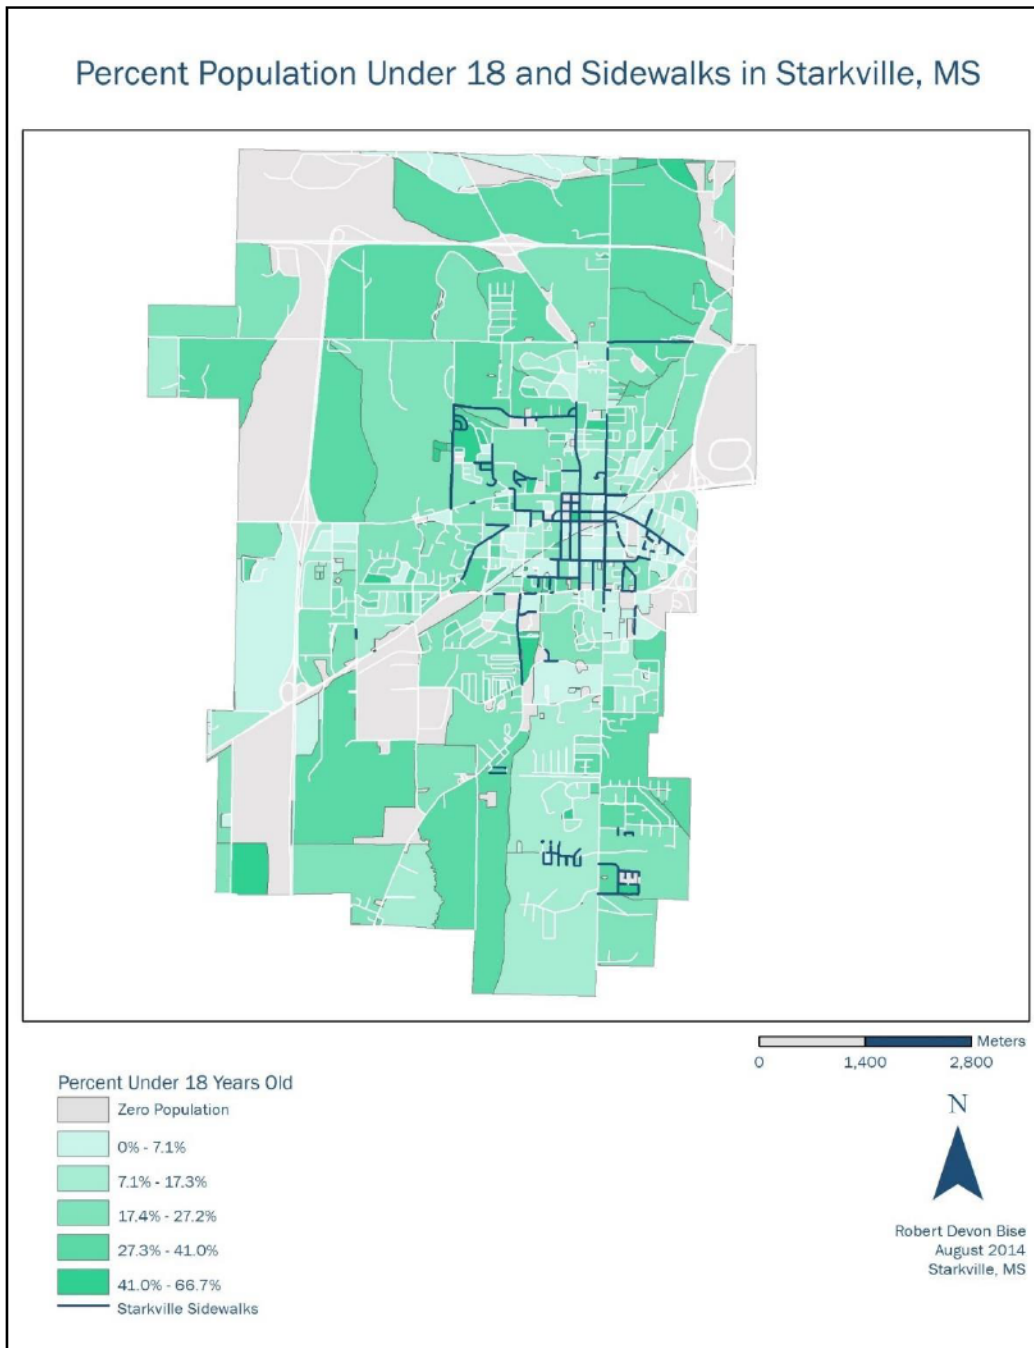 Percent Population Under 18 and Sidewalks in Starkville, MS
Meters
0 1,400 2,800
Percent Under 18 Years Old
Zero Population
0% - 7.1%
7.1% - 17.3%
17.4% - 27.2%
27.3% - 41.0%
41.0% - 66.7%
Starkville Sidewalks
N
Robert Devon Bise
August 2014
Starkville, MS